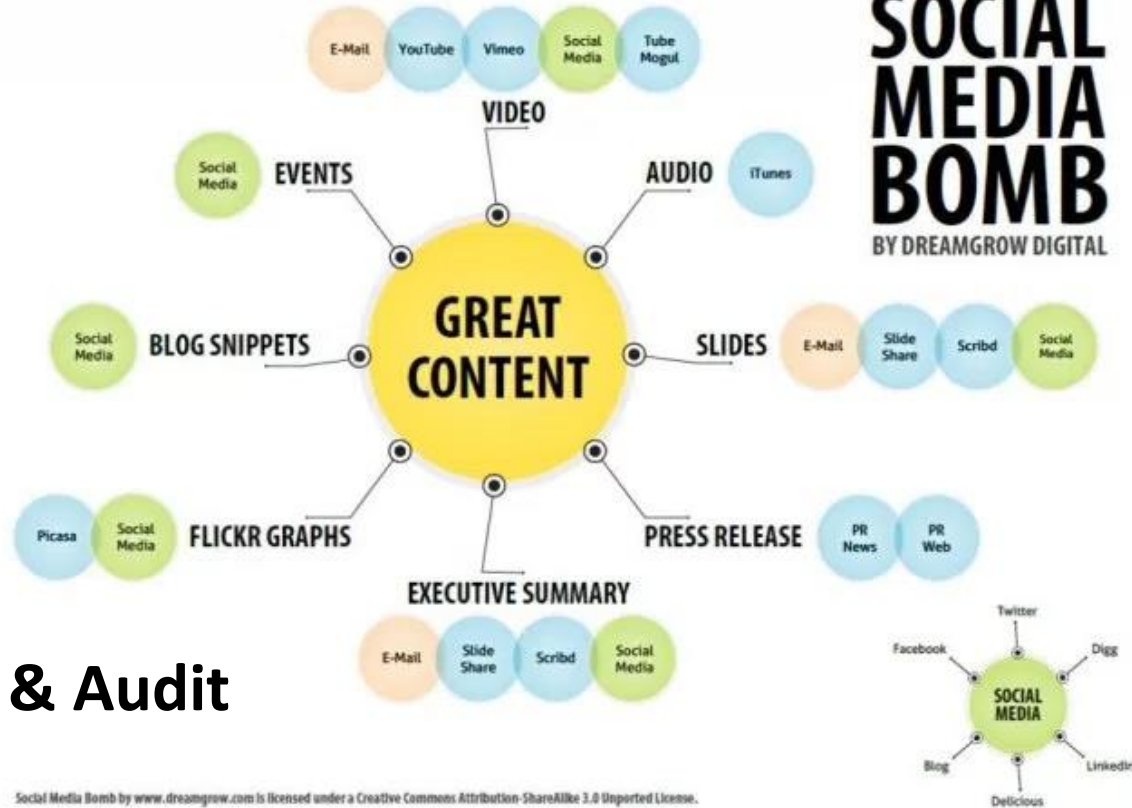 SOCIAL
MEDIA
BOMB
BY DREAMGROW DIGITAL
E-Mail
YouTube
Vimeo
Social
Media
Tube
Mogul
VIDEO
Social
Media
EVENTS
AUDIO
iTunes
Social
Media
BLOG SNIPPETS
GREAT
CONTENT
SLIDES
E-Mail
Slide
Share
Scribd
Social
Media
Picasa
Social
Media
FLICKR GRAPHS
PRESS RELEASE
PR
News
PR
Web
EXECUTIVE SUMMARY
E-Mail
Slide
Share
Scribd
Social
Media
& Audit
Twitter
Facebook
Digg
SOCIAL
MEDIA
Blog
LinkedIn
Delicious
Social Media Bomb by www.dreamgrow.com is licensed under a Creative Commons Attribution-ShareAlike 3.0 Unported License.